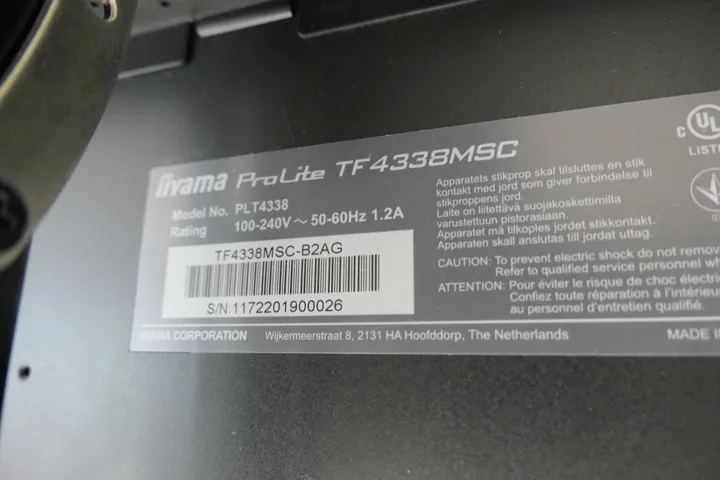 iiyama ProLite TF4338MSC
Model No. PLT4338
Rating 100-240V ~ 50-60Hz 1.2A
TF4338MSC-B2AG
S/N.1172201900026
Apparatets stikprop skal tilsluttes en stik
kontakt med jord som giver forbindelse til
stikproppens jord.
Laite on liitettävä suojakoskettimilla
varustettuun pistorasiaan.
Apparatet må tilkoples jordet stikkontakt.
Apparaten skall anslutas till jordat uttag.
CAUTION: To prevent electric shock do not remov
Refer to qualified service personnel wh
ATTENTION: Pour éviter le risque de choc électri
Confiez toute réparation à l'intérieu
au personnel d'entretien qualifié.
C UL
LISTE
IIYAMA CORPORATION Wijkermeerstraat 8, 2131 HA Hoofddorp, The Netherlands MADE IN